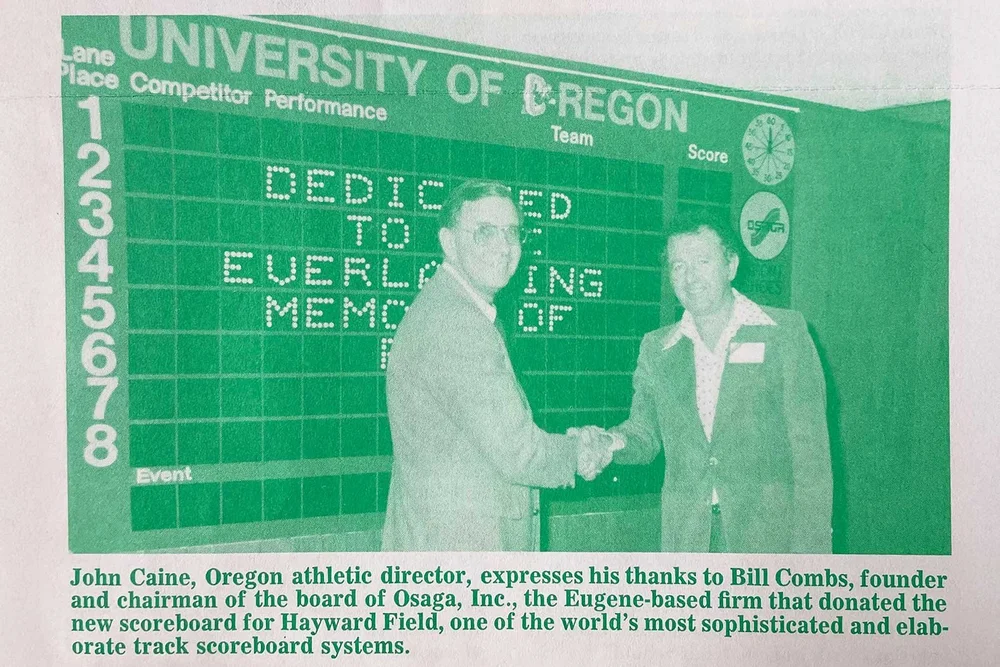 UNIVERSITY OF OREGON
Lane
Place Competitor Performance Team Score
1
2
3
4
5
6
7
8
DEDIC ED
TO E
EVERLA ING
MEMO OF
Event
OSAGA
John Caine, Oregon athletic director, expresses his thanks to Bill Combs, founder
and chairman of the board of Osaga, Inc., the Eugene-based firm that donated the
new scoreboard for Hayward Field, one of the world's most sophisticated and elab-
orate track scoreboard systems.